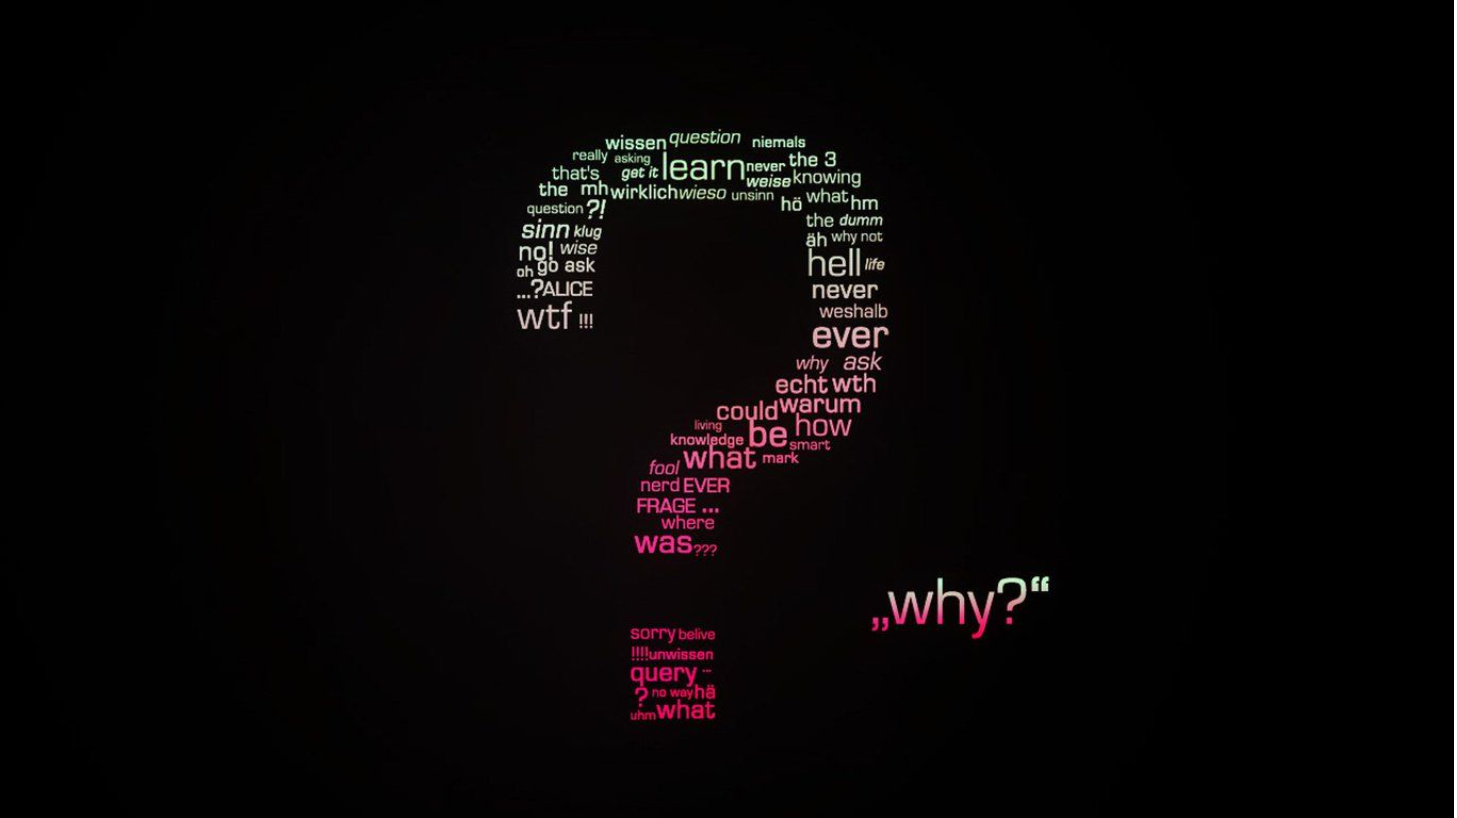 wissen question niemals
really asking get it learn never the 3
that's weise knowing
the mh wirklich wieso unsinn hö what hm
question ?! the dumm
sinn klug äh why not
no! wise hell life
oh go ask never
...?ALICE weshalb
wtf !!! ever
why ask
echt wth
could warum
living be how
knowledge smart
fool what mark
nerd EVER
FRAGE ...
where
was ???
„why?“
sorry belive
!!!! unwissen
query --
? no way hä
uhm what